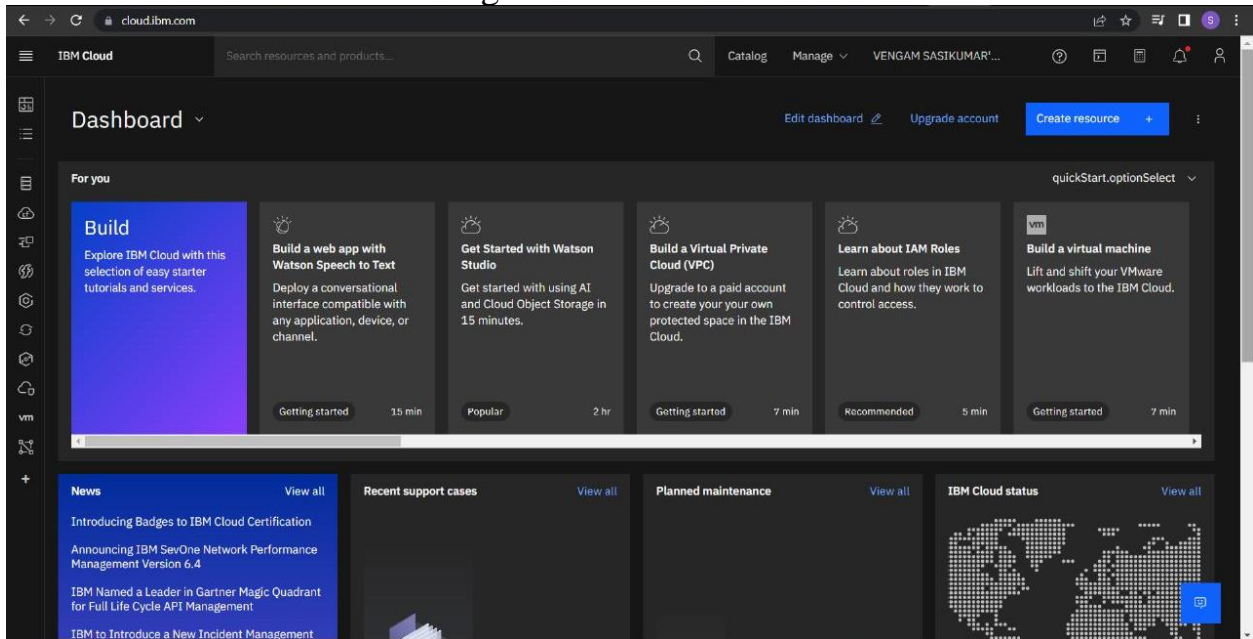 cloud.ibm.com
S
IBM Cloud
Search resources and products...
Catalog
Manage
VENGAM SASIKUMAR'...
Dashboard
Edit dashboard
Upgrade account
Create resource +
For you
quickStart.optionSelect
Build
Explore IBM Cloud with this
selection of easy starter
tutorials and services.
Build a web app with
Watson Speech to Text
Deploy a conversational
interface compatible with
any application, device, or
channel.
Getting started
15 min
Get Started with Watson
Studio
Get started with using AI
and Cloud Object Storage in
15 minutes.
Popular
2 hr
Build a Virtual Private
Cloud (VPC)
Upgrade to a paid account
to create your your own
protected space in the IBM
Cloud.
Getting started
7 min
Learn about IAM Roles
Learn about roles in IBM
Cloud and how they work to
control access.
Recommended
5 min
vm
Build a virtual machine
Lift and shift your VMware
workloads to the IBM Cloud.
Getting started
7 min
vm
News
View all
Introducing Badges to IBM Cloud Certification
Announcing IBM SevOne Network Performance
Management Version 6.4
IBM Named a Leader in Gartner Magic Quadrant
for Full Life Cycle API Management
IBM to Introduce a New Incident Management
Recent support cases
View all
Planned maintenance
View all
IBM Cloud status
View all